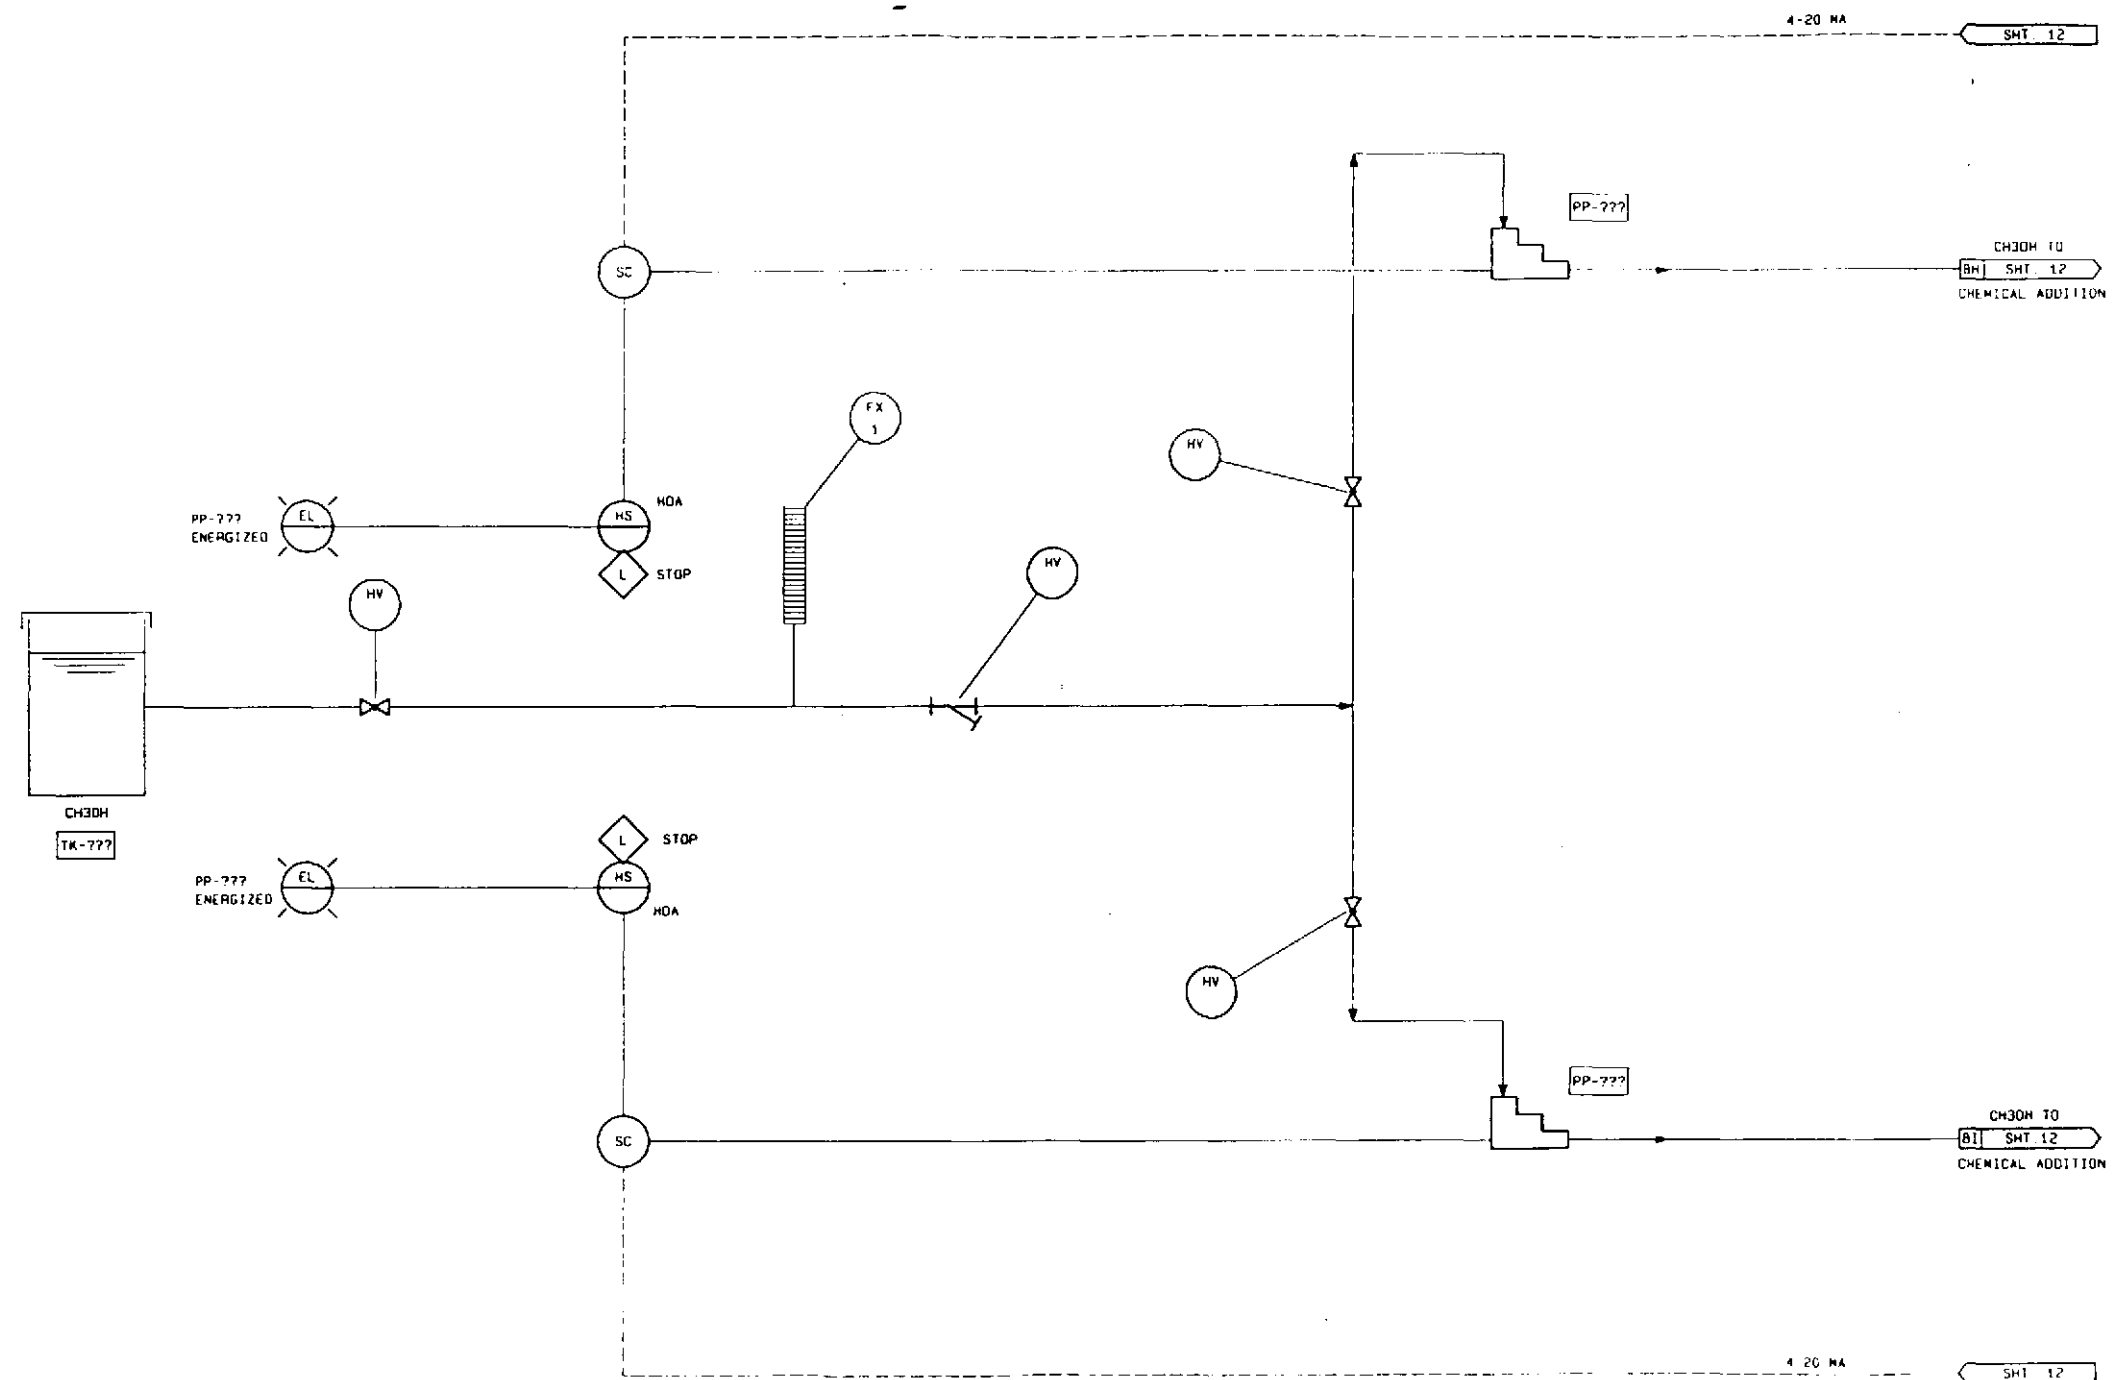 4-20 MA
SHT. 12
PP-???
CH3OH TO
BH SHT. 12
CHEMICAL ADDITION
SC
FX
1
HV
HOA
PP-???
ENERGIZED
EL
HS
L
STOP
HV
HV
CH3OH
TK-???
L
STOP
PP-???
ENERGIZED
EL
HS
HOA
HV
PP-???
CH3OH TO
BI SHT. 12
CHEMICAL ADDITION
SC
4 20 MA
SHT 12